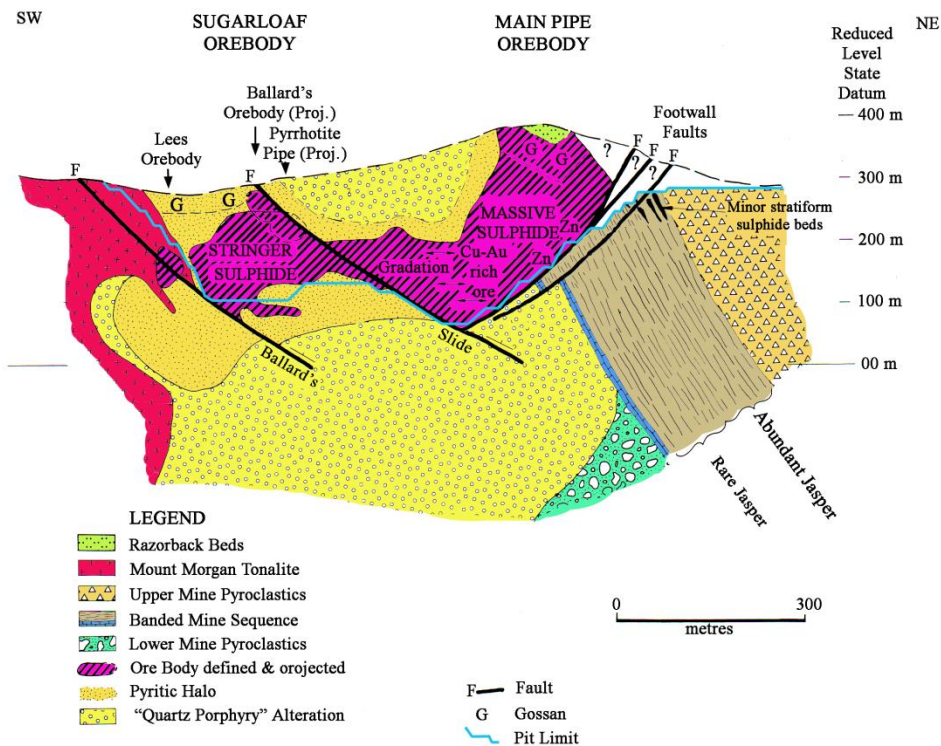 SW
SUGARLOAF
OREBODY
MAIN PIPE
OREBODY
NE
Reduced
Level
State
Datum
Ballard's
Orebody (Proj.)
Pyrrhotite
Pipe (Proj.)
Lees
Orebody
Footwall
Faults
400 m
300 m
200 m
100 m
00 m
F
F
F
F
F
G
G
G
G
?
?
?
STRINGER
SULPHIDE
Gradation
MASSIVE
SULPHIDE
Zn
Cu-Au
Zn
rich
ore
Minor stratiform
sulphide beds
Ballard's
Slide
Rare Jasper
Abundant Jasper
LEGEND
Razorback Beds
Mount Morgan Tonalite
Upper Mine Pyroclastics
Banded Mine Sequence
Lower Mine Pyroclastics
Ore Body defined & orojected
Pyritic Halo
“Quartz Porphyry” Alteration
0 300
metres
F Fault
G Gossan
Pit Limit